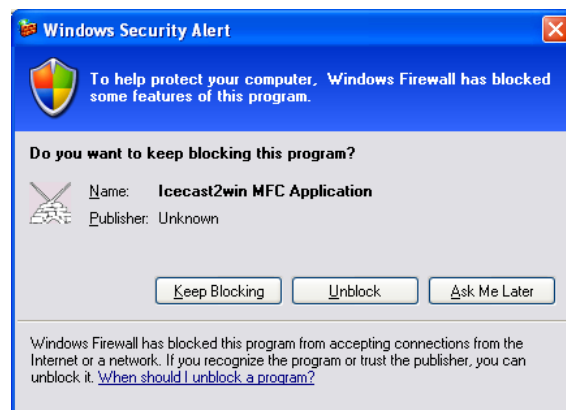 Windows Security Alert
To help protect your computer, Windows Firewall has blocked
some features of this program.
Do you want to keep blocking this program?
Name: Icecast2win MFC Application
Publisher: Unknown
Keep Blocking Unblock Ask Me Later
Windows Firewall has blocked this program from accepting connections from the
Internet or a network. If you recognize the program or trust the publisher, you can
unblock it. When should I unblock a program?